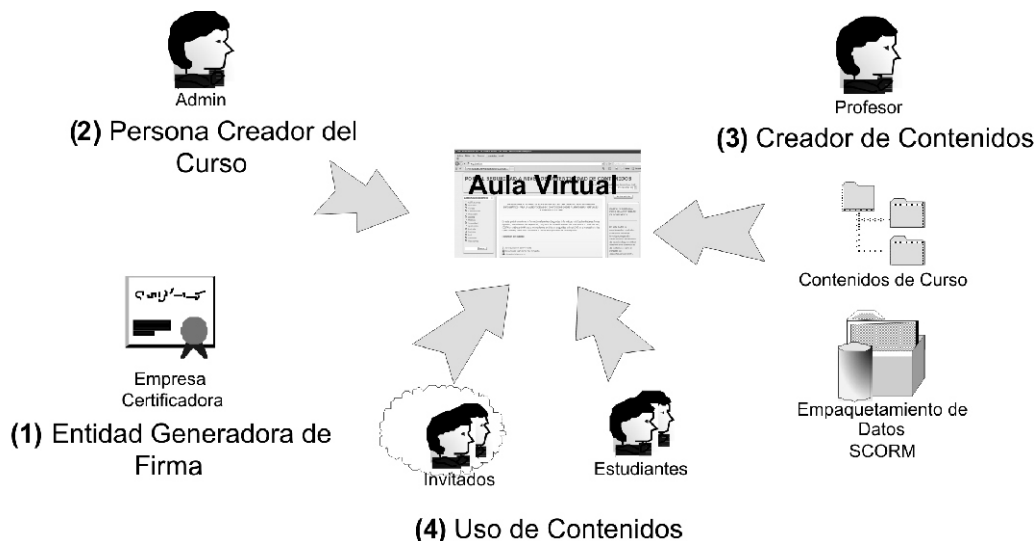 Admin
(2) Persona Creador del
Curso
Profesor
(3) Creador de Contenidos
Aula Virtual
Contenidos de Curso
Empresa
Certificadora
(1) Entidad Generadora de
Firma
Invitados
Estudiantes
Empaquetamiento de
Datos
SCORM
(4) Uso de Contenidos